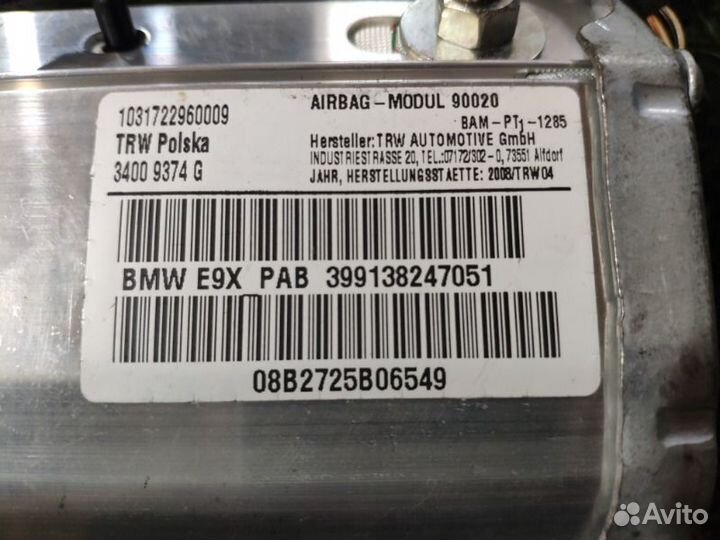 1031722960009
TRW Polska
3400 9374 G
AIRBAG-MODUL 90020
BAM-PT1-1285
Hersteller: TRW AUTOMOTIVE GmbH
INDUSTRIESTRASSE 20, TEL.:07172/302-0, 73551 Alfdorf
JAHR, HERSTELLUNGSSTAETTE: 2008/TRW04
BMW E9X PAB 399138247051
08B2725B06549
Avito